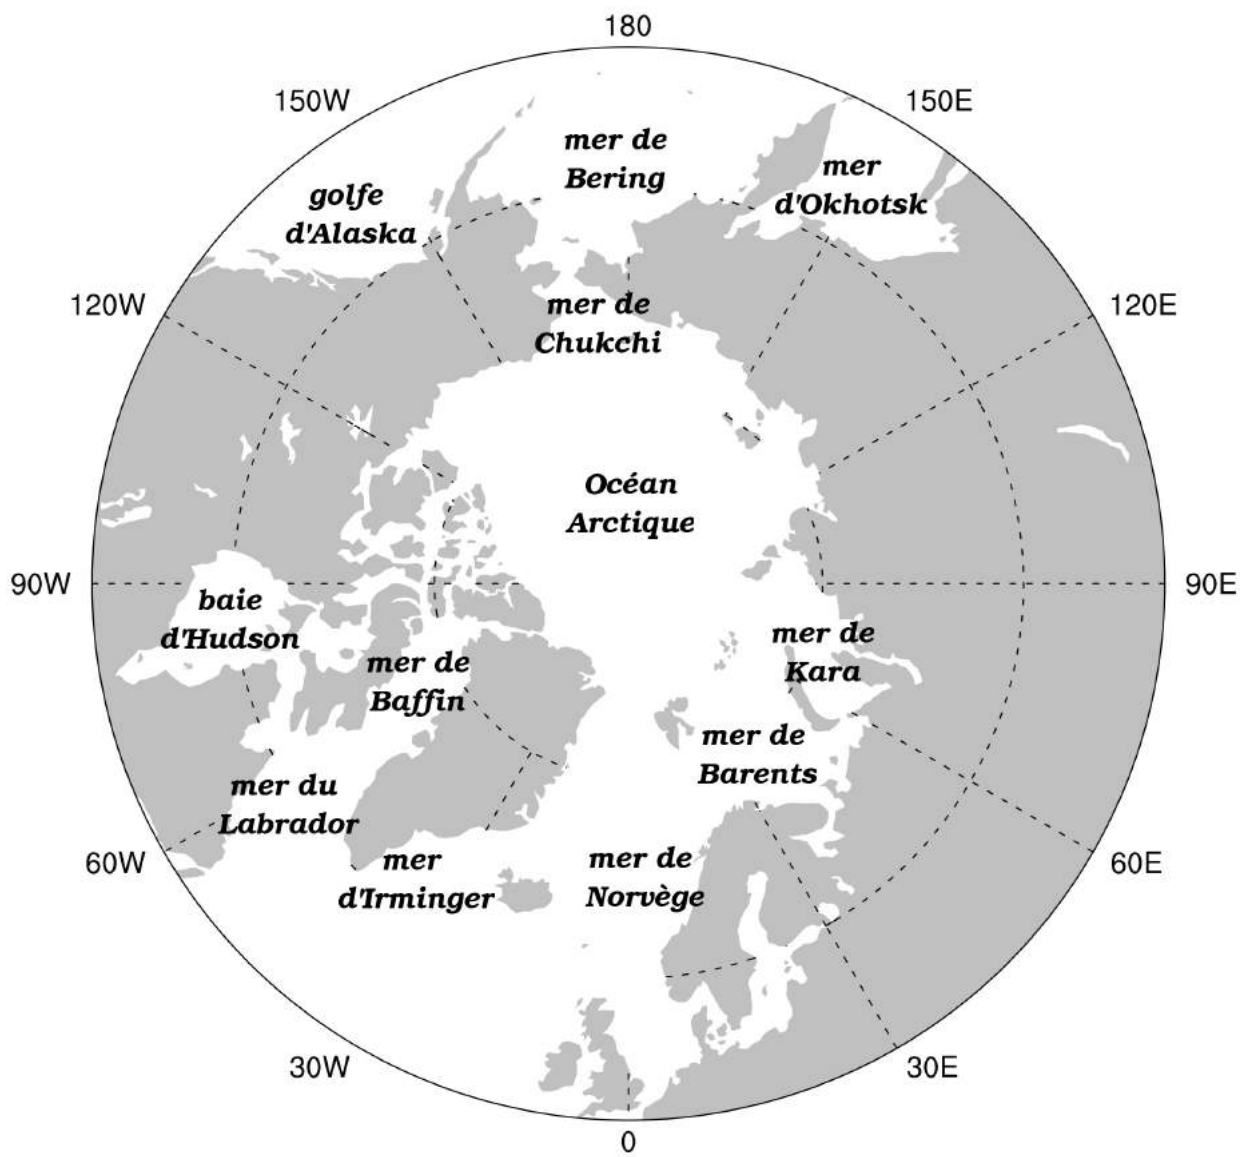 180
150W
150E
mer de
Bering
mer
d'Okhotsk
golfe
d'Alaska
120W
120E
mer de
Chukchi
Océan
Arctique
90W
90E
baie
d'Hudson
mer de
Kara
mer de
Baffin
mer de
Barents
mer du
Labrador
60W
60E
mer
d'Irminger
mer de
Norvège
30W
30E
0